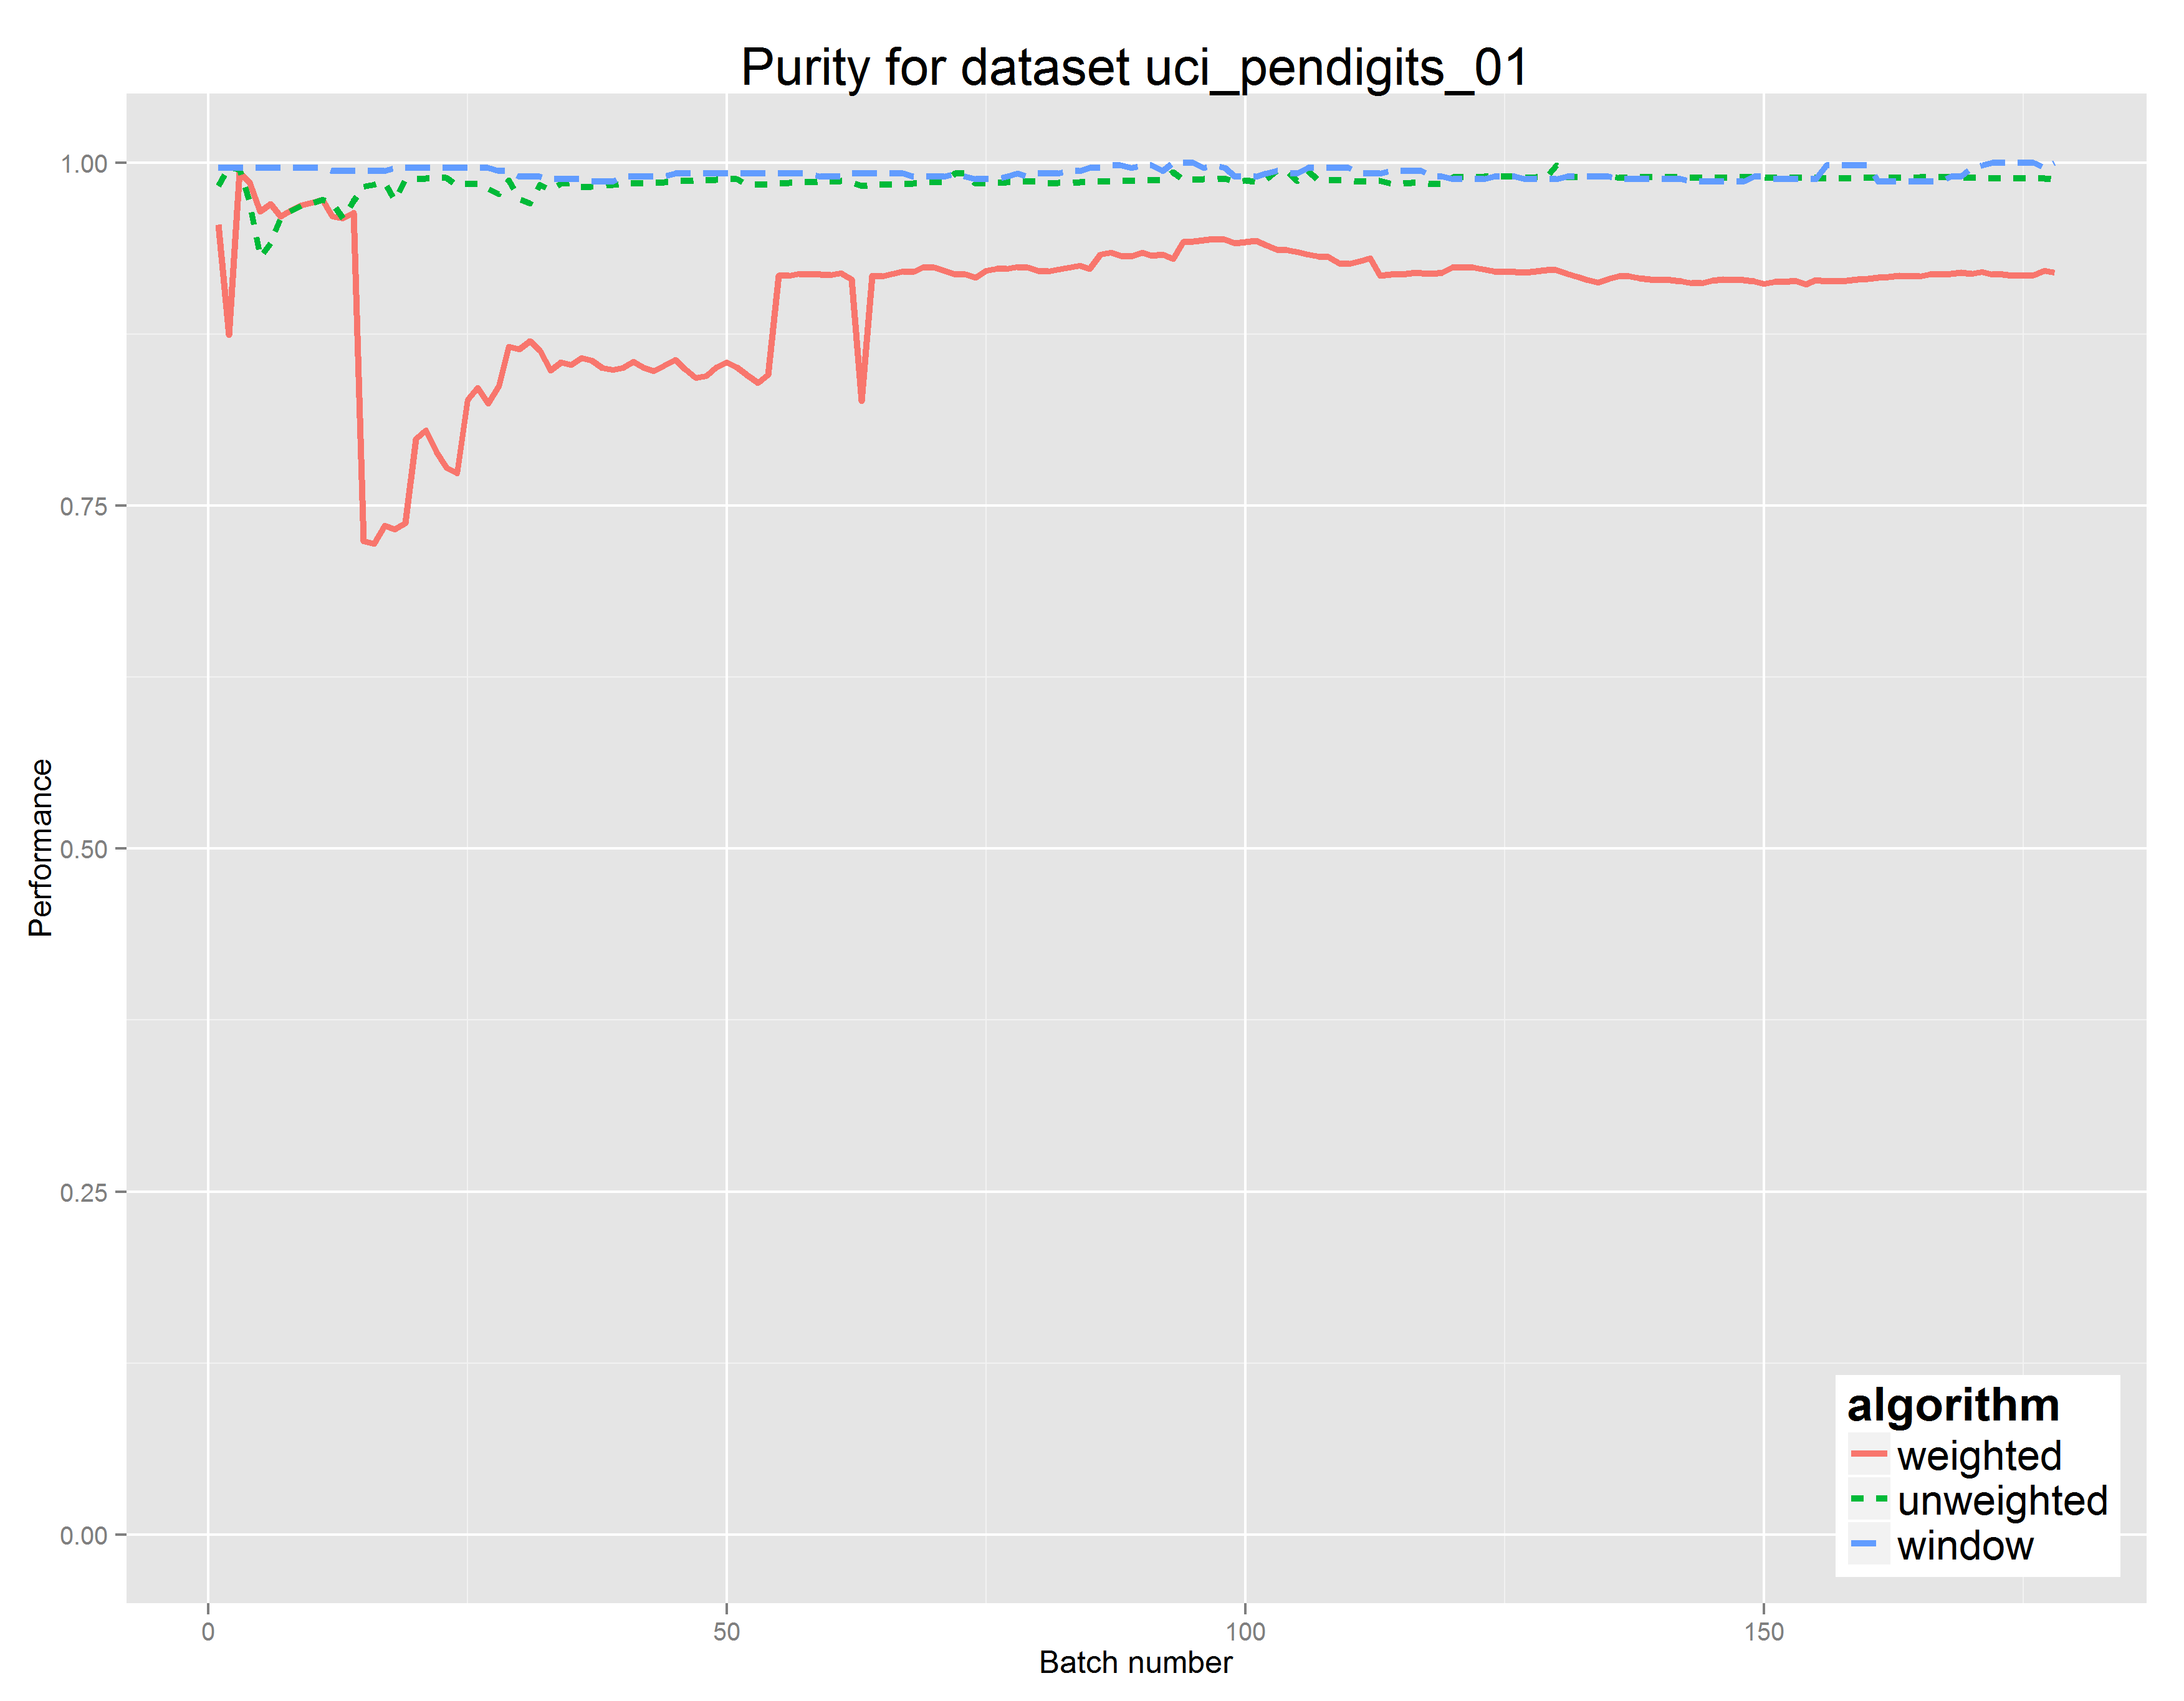 Purity for dataset uci_pendigits_01
1.00
0.75
0.50
0.25
0.00
Performance
0
50
100
150
Batch number
algorithm
weighted
unweighted
window